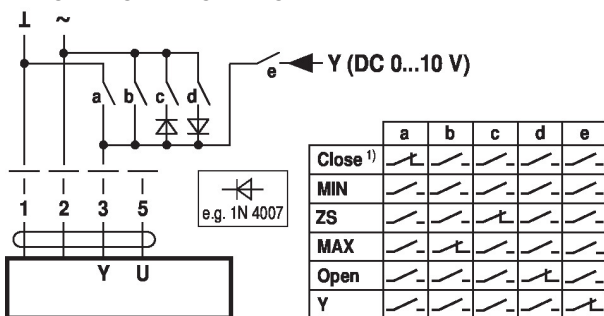 ⊥ ~
a b c d e Y (DC 0...10 V)
1 2 3 5
Y U
e.g. 1N 4007
a b c d e
Close 1)
MIN
ZS
MAX
Open
Y